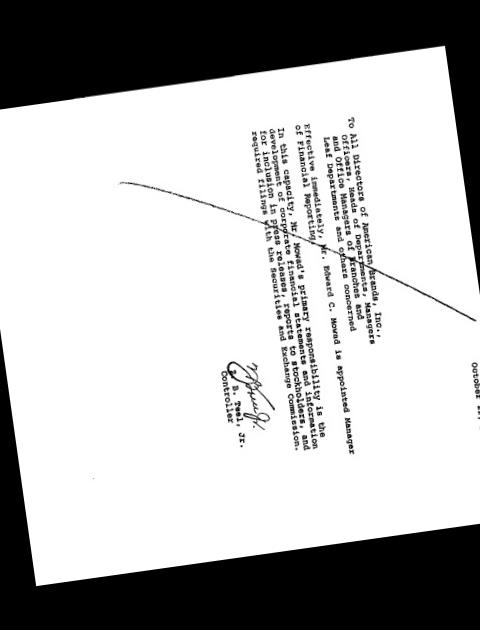 October
To All Directors of American Brands, Inc.,
Officers, Heads of Departments, Managers
and Office Managers of Branches and
Leaf Departments and others concerned
Effective immediately, Mr. Edward C. Mowad is appointed Manager
of Financial Reporting.
In this capacity, Mr. Mowad's primary responsibility is the
development of corporate financial statements and information
for inclusion in press releases, reports to stockholders, and
required filings with the Securities and Exchange Commission.
B. Teel, Jr.
Controller